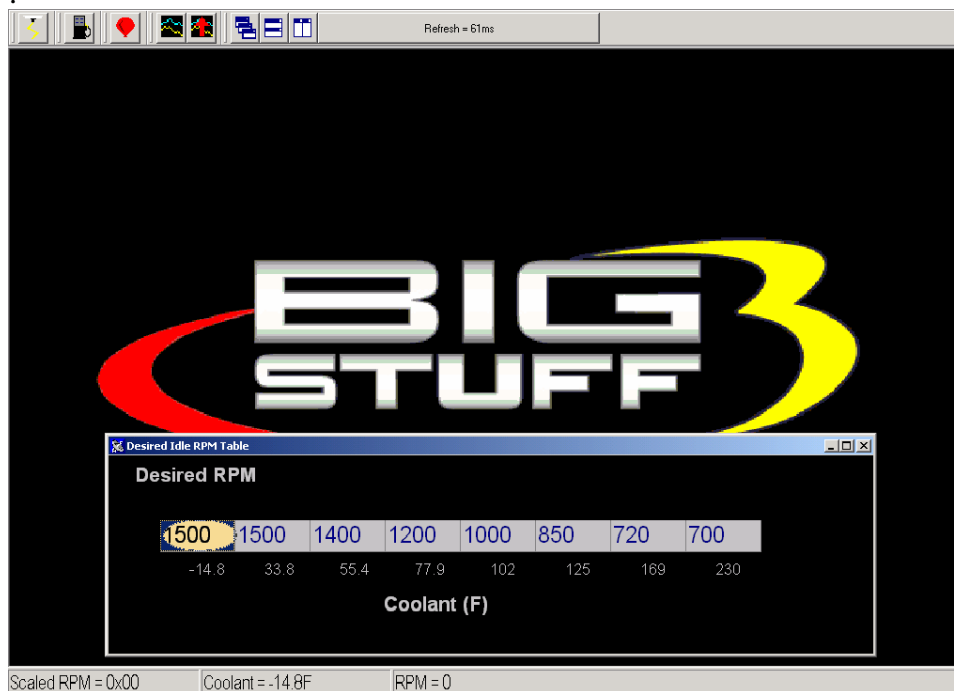 Refresh = 61ms
BIG 3
STUFF
Desired Idle RPM Table
Desired RPM
1500 1500 1400 1200 1000 850 720 700
-14.8 33.8 55.4 77.9 102 125 169 230
Coolant (F)
Scaled RPM = 0x00 Coolant = -14.8F RPM = 0